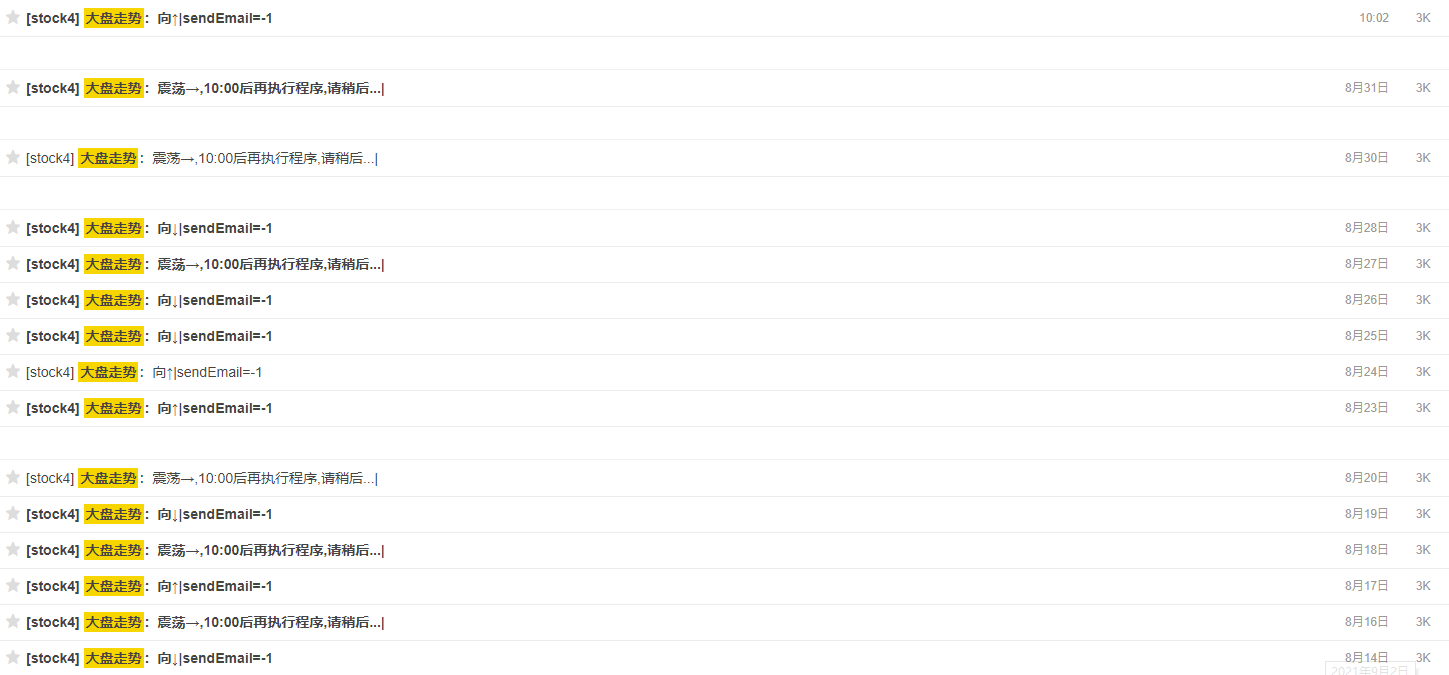 [stock4] 大盘走势：向↑|sendEmail=-1 10:02 3K
[stock4] 大盘走势：震荡→,10:00后再执行程序,请稍后...| 8月31日 3K
[stock4] 大盘走势：震荡→,10:00后再执行程序,请稍后...| 8月30日 3K
[stock4] 大盘走势：向↓|sendEmail=-1 8月28日 3K
[stock4] 大盘走势：震荡→,10:00后再执行程序,请稍后...| 8月27日 3K
[stock4] 大盘走势：向↓|sendEmail=-1 8月26日 3K
[stock4] 大盘走势：向↓|sendEmail=-1 8月25日 3K
[stock4] 大盘走势：向↑|sendEmail=-1 8月24日 3K
[stock4] 大盘走势：向↑|sendEmail=-1 8月23日 3K
[stock4] 大盘走势：震荡→,10:00后再执行程序,请稍后...| 8月20日 3K
[stock4] 大盘走势：向↓|sendEmail=-1 8月19日 3K
[stock4] 大盘走势：震荡→,10:00后再执行程序,请稍后...| 8月18日 3K
[stock4] 大盘走势：向↑|sendEmail=-1 8月17日 3K
[stock4] 大盘走势：震荡→,10:00后再执行程序,请稍后...| 8月16日 3K
[stock4] 大盘走势：向↓|sendEmail=-1 8月14日 3K
2021年9月2日